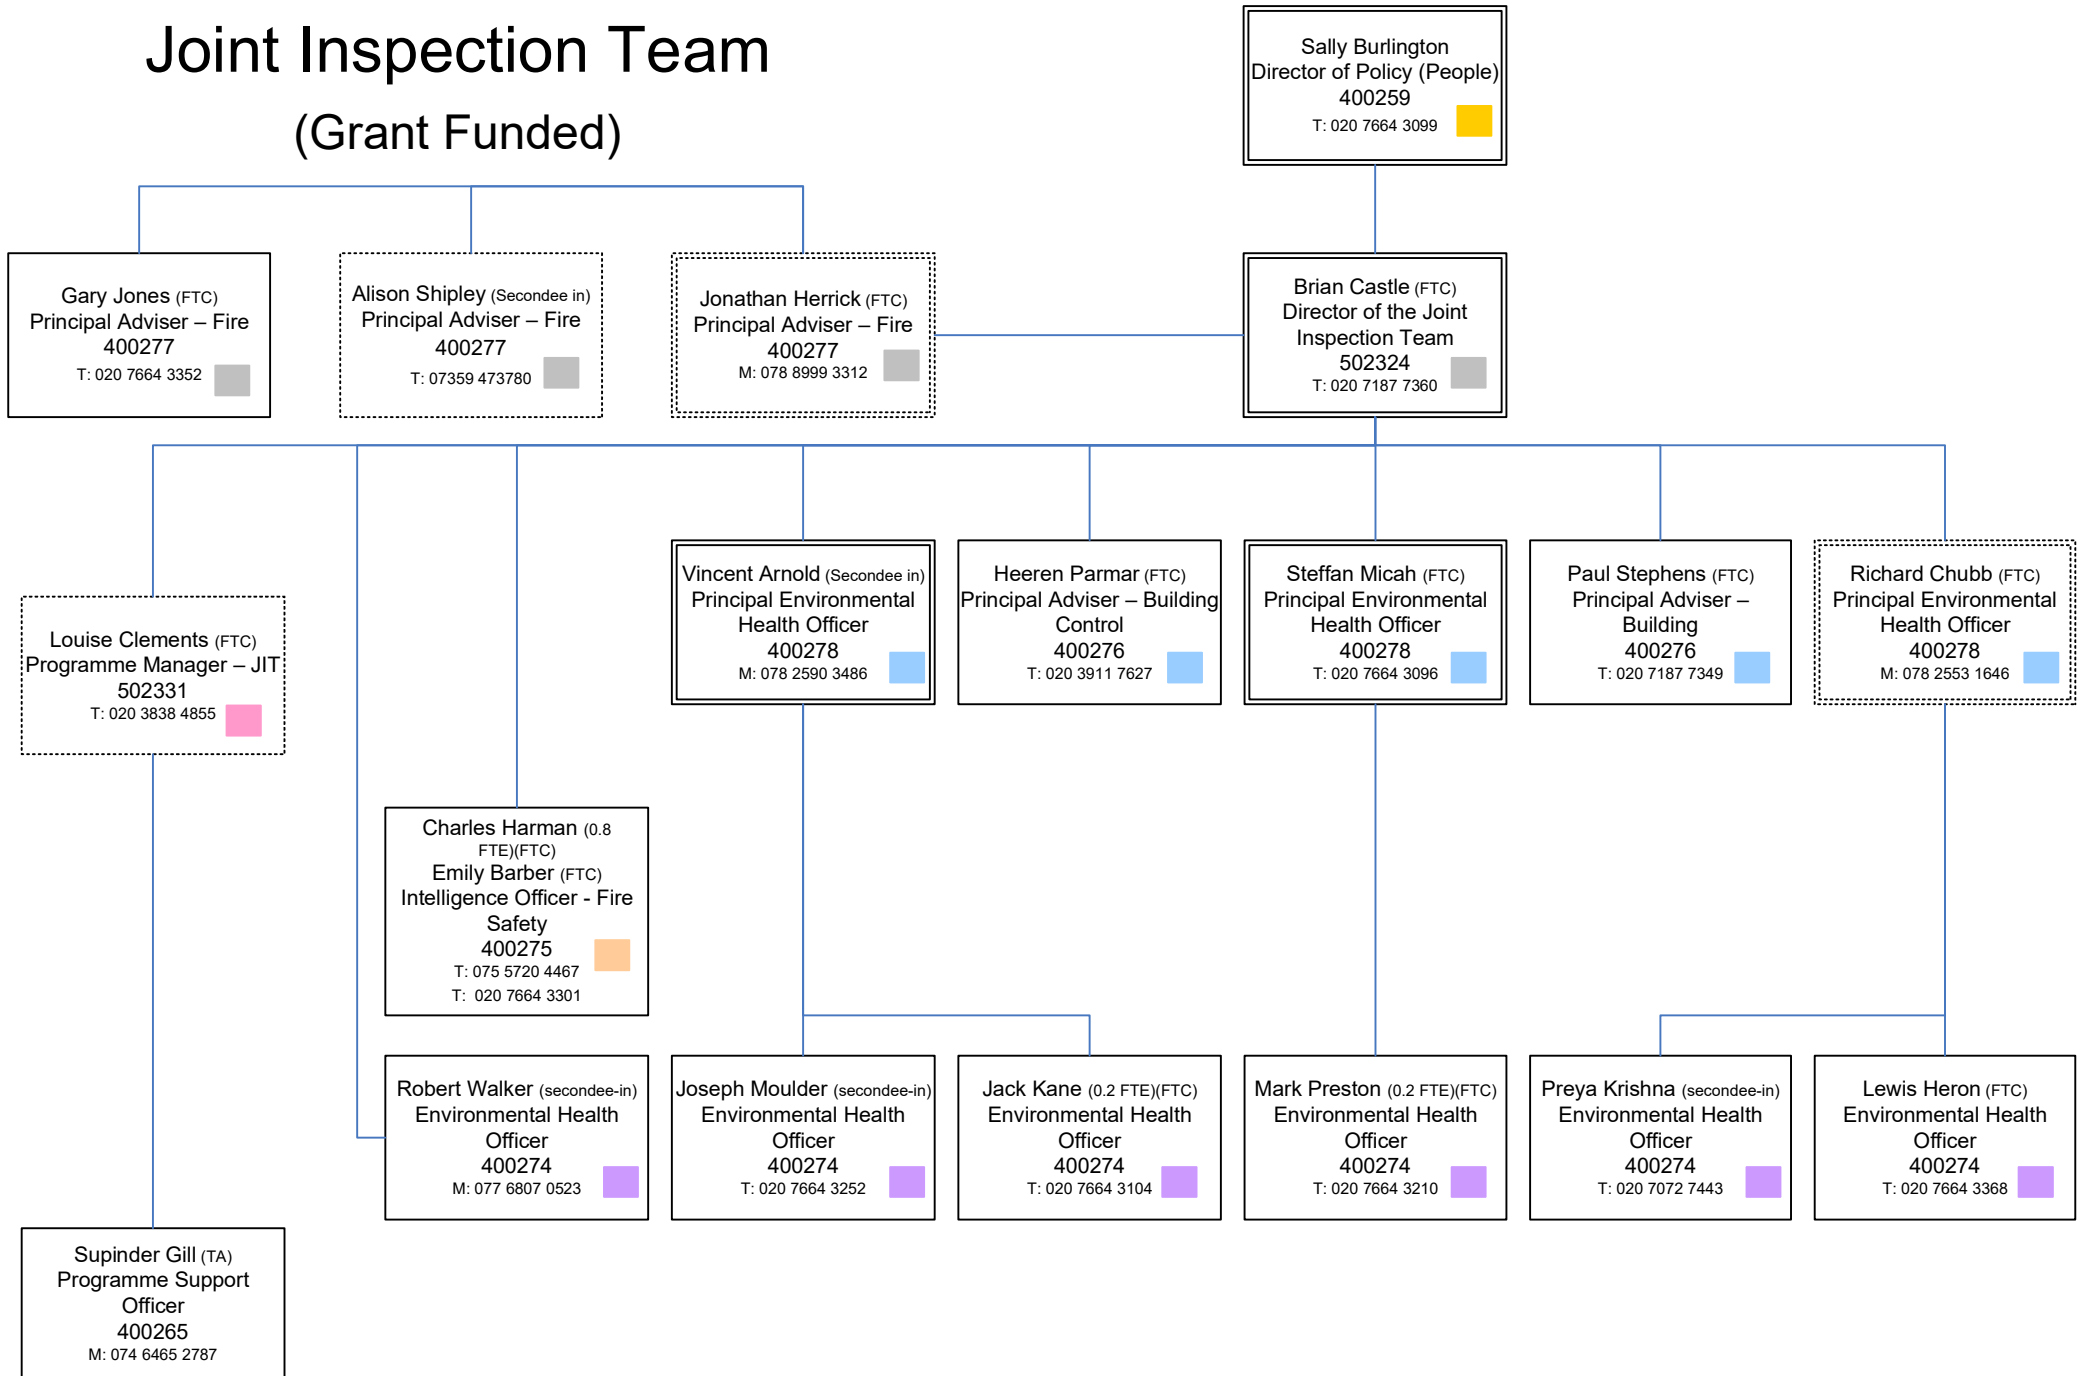 Joint Inspection Team
(Grant Funded)
Sally Burlington
Director of Policy (People)
400259
T: 020 7664 3099
Gary Jones (FTC)
Principal Adviser – Fire
400277
T: 020 7664 3352
Alison Shipley (Secondee in)
Principal Adviser – Fire
400277
T: 07359 473780
Jonathan Herrick (FTC)
Principal Adviser – Fire
400277
M: 078 8999 3312
Brian Castle (FTC)
Director of the Joint
Inspection Team
502324
T: 020 7187 7360
Louise Clements (FTC)
Programme Manager – JIT
502331
T: 020 3838 4855
Vincent Arnold (Secondee in)
Principal Environmental
Health Officer
400278
M: 078 2590 3486
Heeren Parmar (FTC)
Principal Adviser – Building
Control
400276
T: 020 3911 7627
Steffan Micah (FTC)
Principal Environmental
Health Officer
400278
T: 020 7664 3096
Paul Stephens (FTC)
Principal Adviser –
Building
400276
T: 020 7187 7349
Richard Chubb (FTC)
Principal Environmental
Health Officer
400278
M: 078 2553 1646
Charles Harman (0.8
FTE)(FTC)
Emily Barber (FTC)
Intelligence Officer - Fire
Safety
400275
T: 075 5720 4467
T: 020 7664 3301
Robert Walker (secondee-in)
Environmental Health
Officer
400274
M: 077 6807 0523
Joseph Moulder (secondee-in)
Environmental Health
Officer
400274
T: 020 7664 3252
Jack Kane (0.2 FTE)(FTC)
Environmental Health
Officer
400274
T: 020 7664 3104
Mark Preston (0.2 FTE)(FTC)
Environmental Health
Officer
400274
T: 020 7664 3210
Preya Krishna (secondee-in)
Environmental Health
Officer
400274
T: 020 7072 7443
Lewis Heron (FTC)
Environmental Health
Officer
400274
T: 020 7664 3368
Supinder Gill (TA)
Programme Support
Officer
400265
M: 074 6465 2787